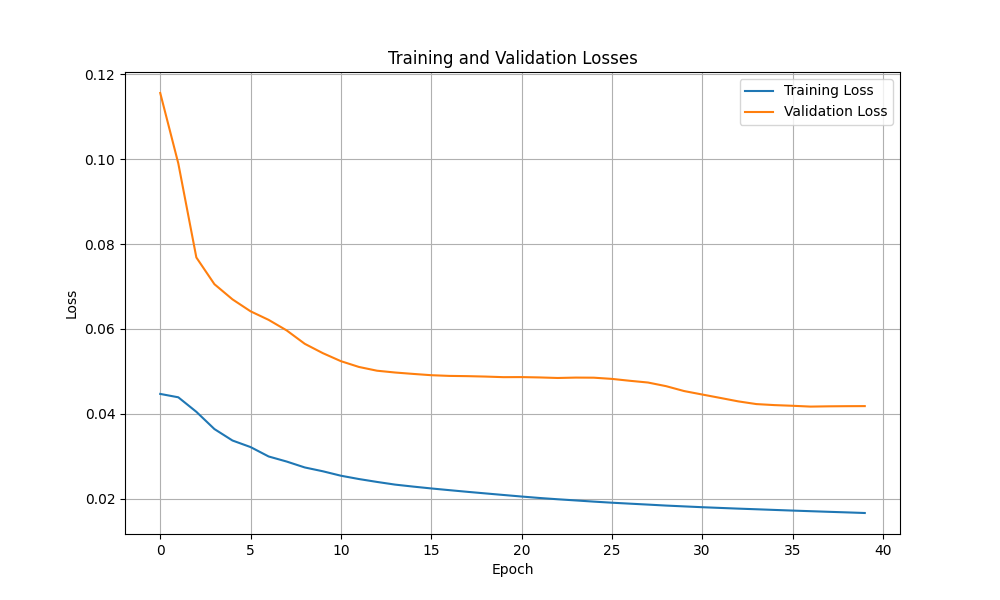 Training and Validation Losses
Training Loss
Validation Loss
Loss
0.12
0.10
0.08
0.06
0.04
0.02
0 5 10 15 20 25 30 35 40
Epoch